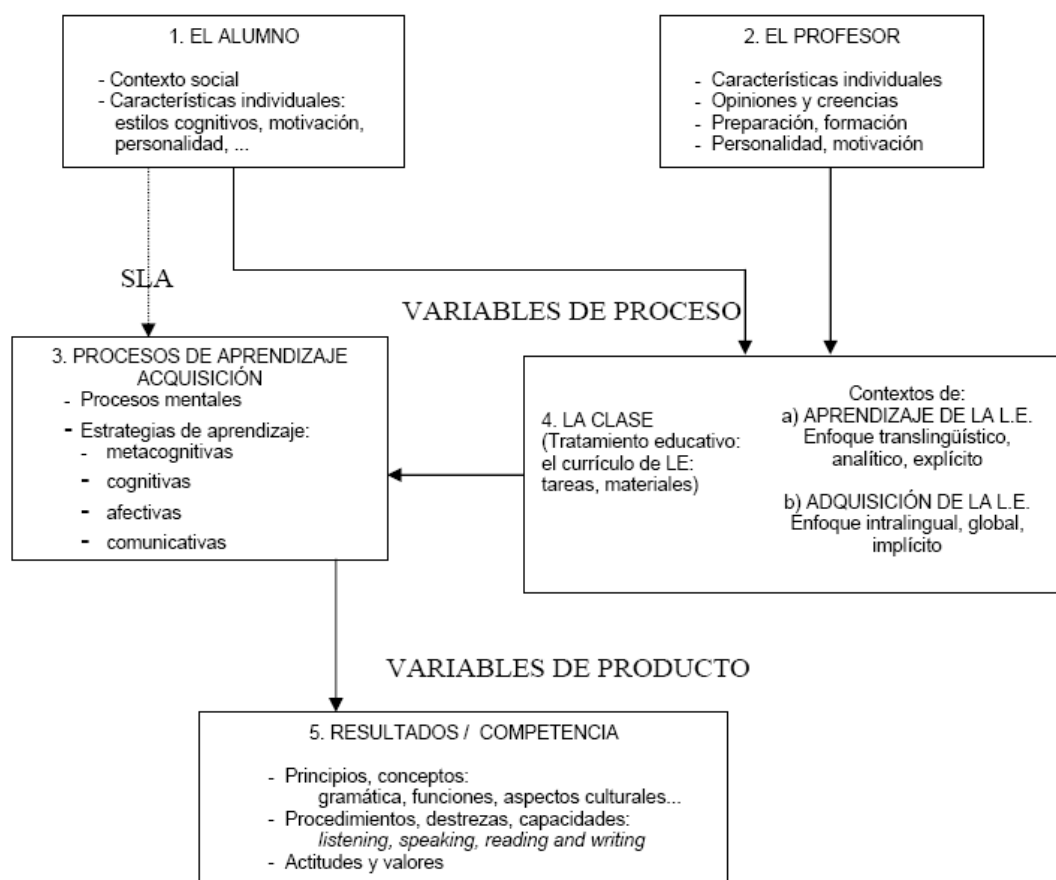 1. EL ALUMNO
- Contexto social
- Características individuales:
estilos cognitivos, motivación,
personalidad, ...
2. EL PROFESOR
- Características individuales
- Opiniones y creencias
- Preparación, formación
- Personalidad, motivación
SLA
VARIABLES DE PROCESO
3. PROCESOS DE APRENDIZAJE
ACQUISICIÓN
- Procesos mentales
- Estrategias de aprendizaje:
- metacognitivas
- cognitivas
- afectivas
- comunicativas
4. LA CLASE
(Tratamiento educativo:
el currículo de LE:
tareas, materiales)
Contextos de:
a) APRENDIZAJE DE LA L.E.
Enfoque translingüístico,
analítico, explícito
b) ADQUISICIÓN DE LA L.E.
Enfoque intralingual, global,
implícito
VARIABLES DE PRODUCTO
5. RESULTADOS / COMPETENCIA
- Principios, conceptos:
gramática, funciones, aspectos culturales...
- Procedimientos, destrezas, capacidades:
listening, speaking, reading and writing
- Actitudes y valores